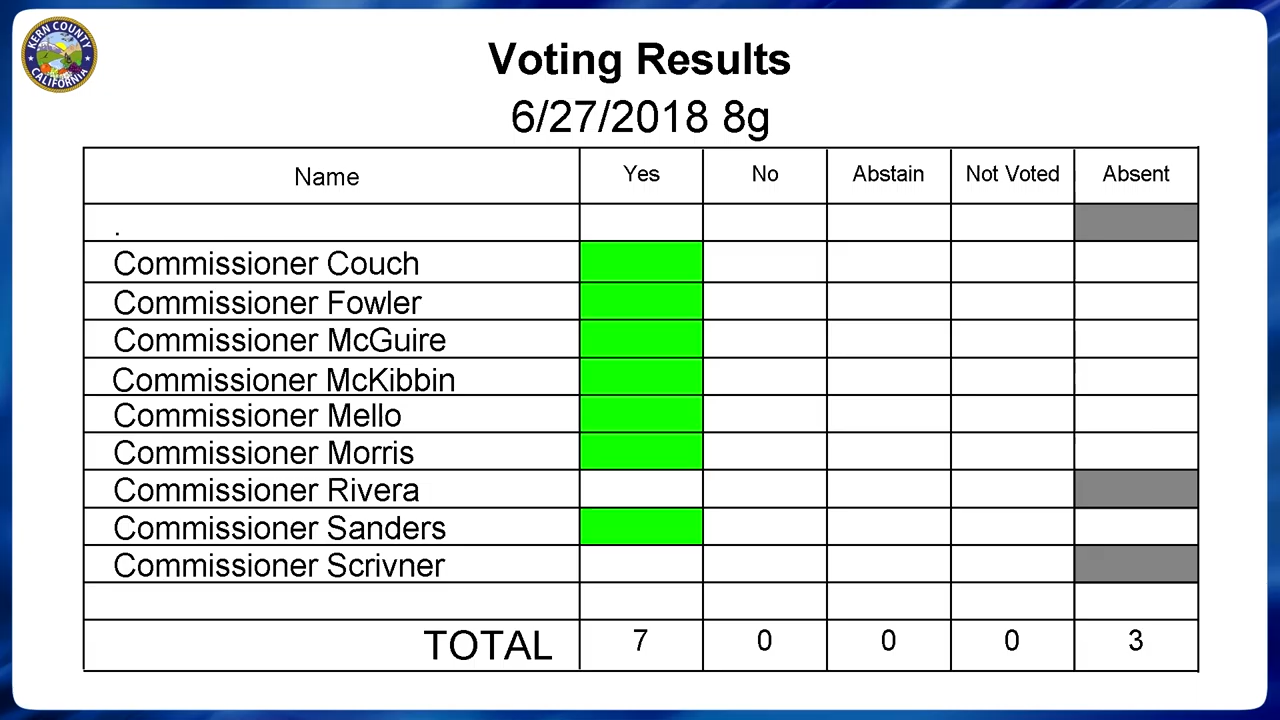 KERN COUNTY
CALIFORNIA
Voting Results
6/27/2018 8g
Name Yes No Abstain Not Voted Absent
.
Commissioner Couch
Commissioner Fowler
Commissioner McGuire
Commissioner McKibbin
Commissioner Mello
Commissioner Morris
Commissioner Rivera
Commissioner Sanders
Commissioner Scrivner
TOTAL 7 0 0 0 3